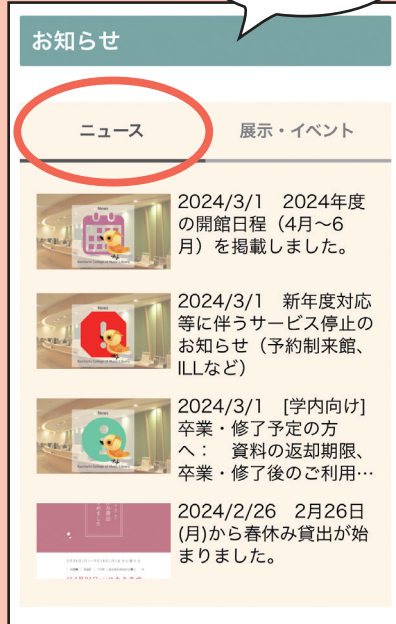 お知らせ
ニュース
展示・イベント
News
2024/3/1　2024年度
の開館日程（4月～6
月）を掲載しました。
News
2024/3/1　新年度対応
等に伴うサービス停止の
お知らせ（予約制来館、
ILLなど）
News
2024/3/1　[学内向け]
卒業・修了予定の方
へ：　資料の返却期限、
卒業・修了後のご利用…
2024/2/26　2月26日
(月)から春休み貸出が始
まりました。